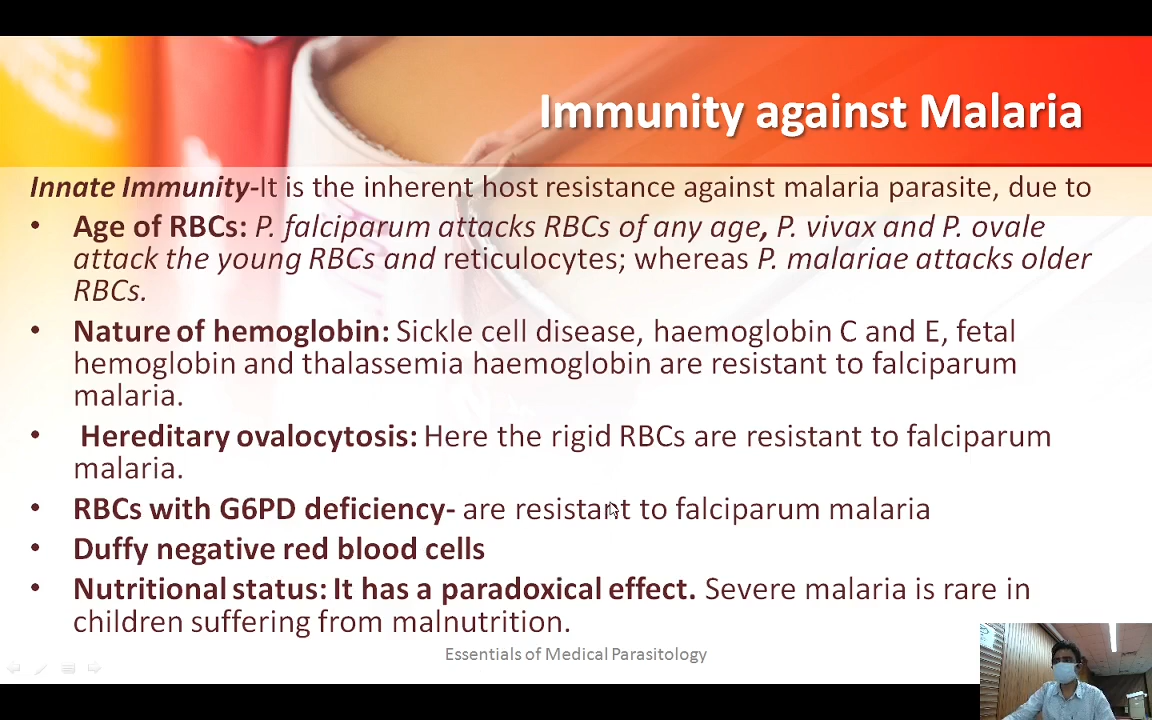 Immunity against Malaria
Innate Immunity-It is the inherent host resistance against malaria parasite, due to
• Age of RBCs: P. falciparum attacks RBCs of any age, P. vivax and P. ovale
attack the young RBCs and reticulocytes; whereas P. malariae attacks older
RBCs.
• Nature of hemoglobin: Sickle cell disease, haemoglobin C and E, fetal
hemoglobin and thalassemia haemoglobin are resistant to falciparum
malaria.
• Hereditary ovalocytosis: Here the rigid RBCs are resistant to falciparum
malaria.
• RBCs with G6PD deficiency- are resistant to falciparum malaria
• Duffy negative red blood cells
• Nutritional status: It has a paradoxical effect. Severe malaria is rare in
children suffering from malnutrition.
Essentials of Medical Parasitology